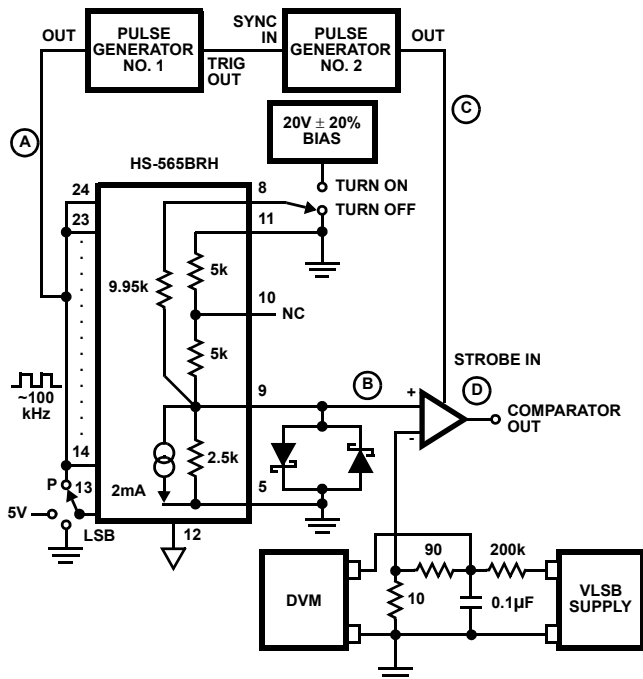 OUT
PULSE
GENERATOR
NO. 1
TRIG
OUT
SYNC
IN
PULSE
GENERATOR
NO. 2
OUT
A
C
20V ± 20%
BIAS
HS-565BRH
TURN ON
TURN OFF
24
23
8
11
9.95k
5k
10
NC
5k
9
B
STROBE IN
+
-
D
COMPARATOR
OUT
~100
kHz
14
2mA
2.5k
5
P
13
5V
LSB
12
DVM
90
200k
10
0.1µF
VLSB
SUPPLY